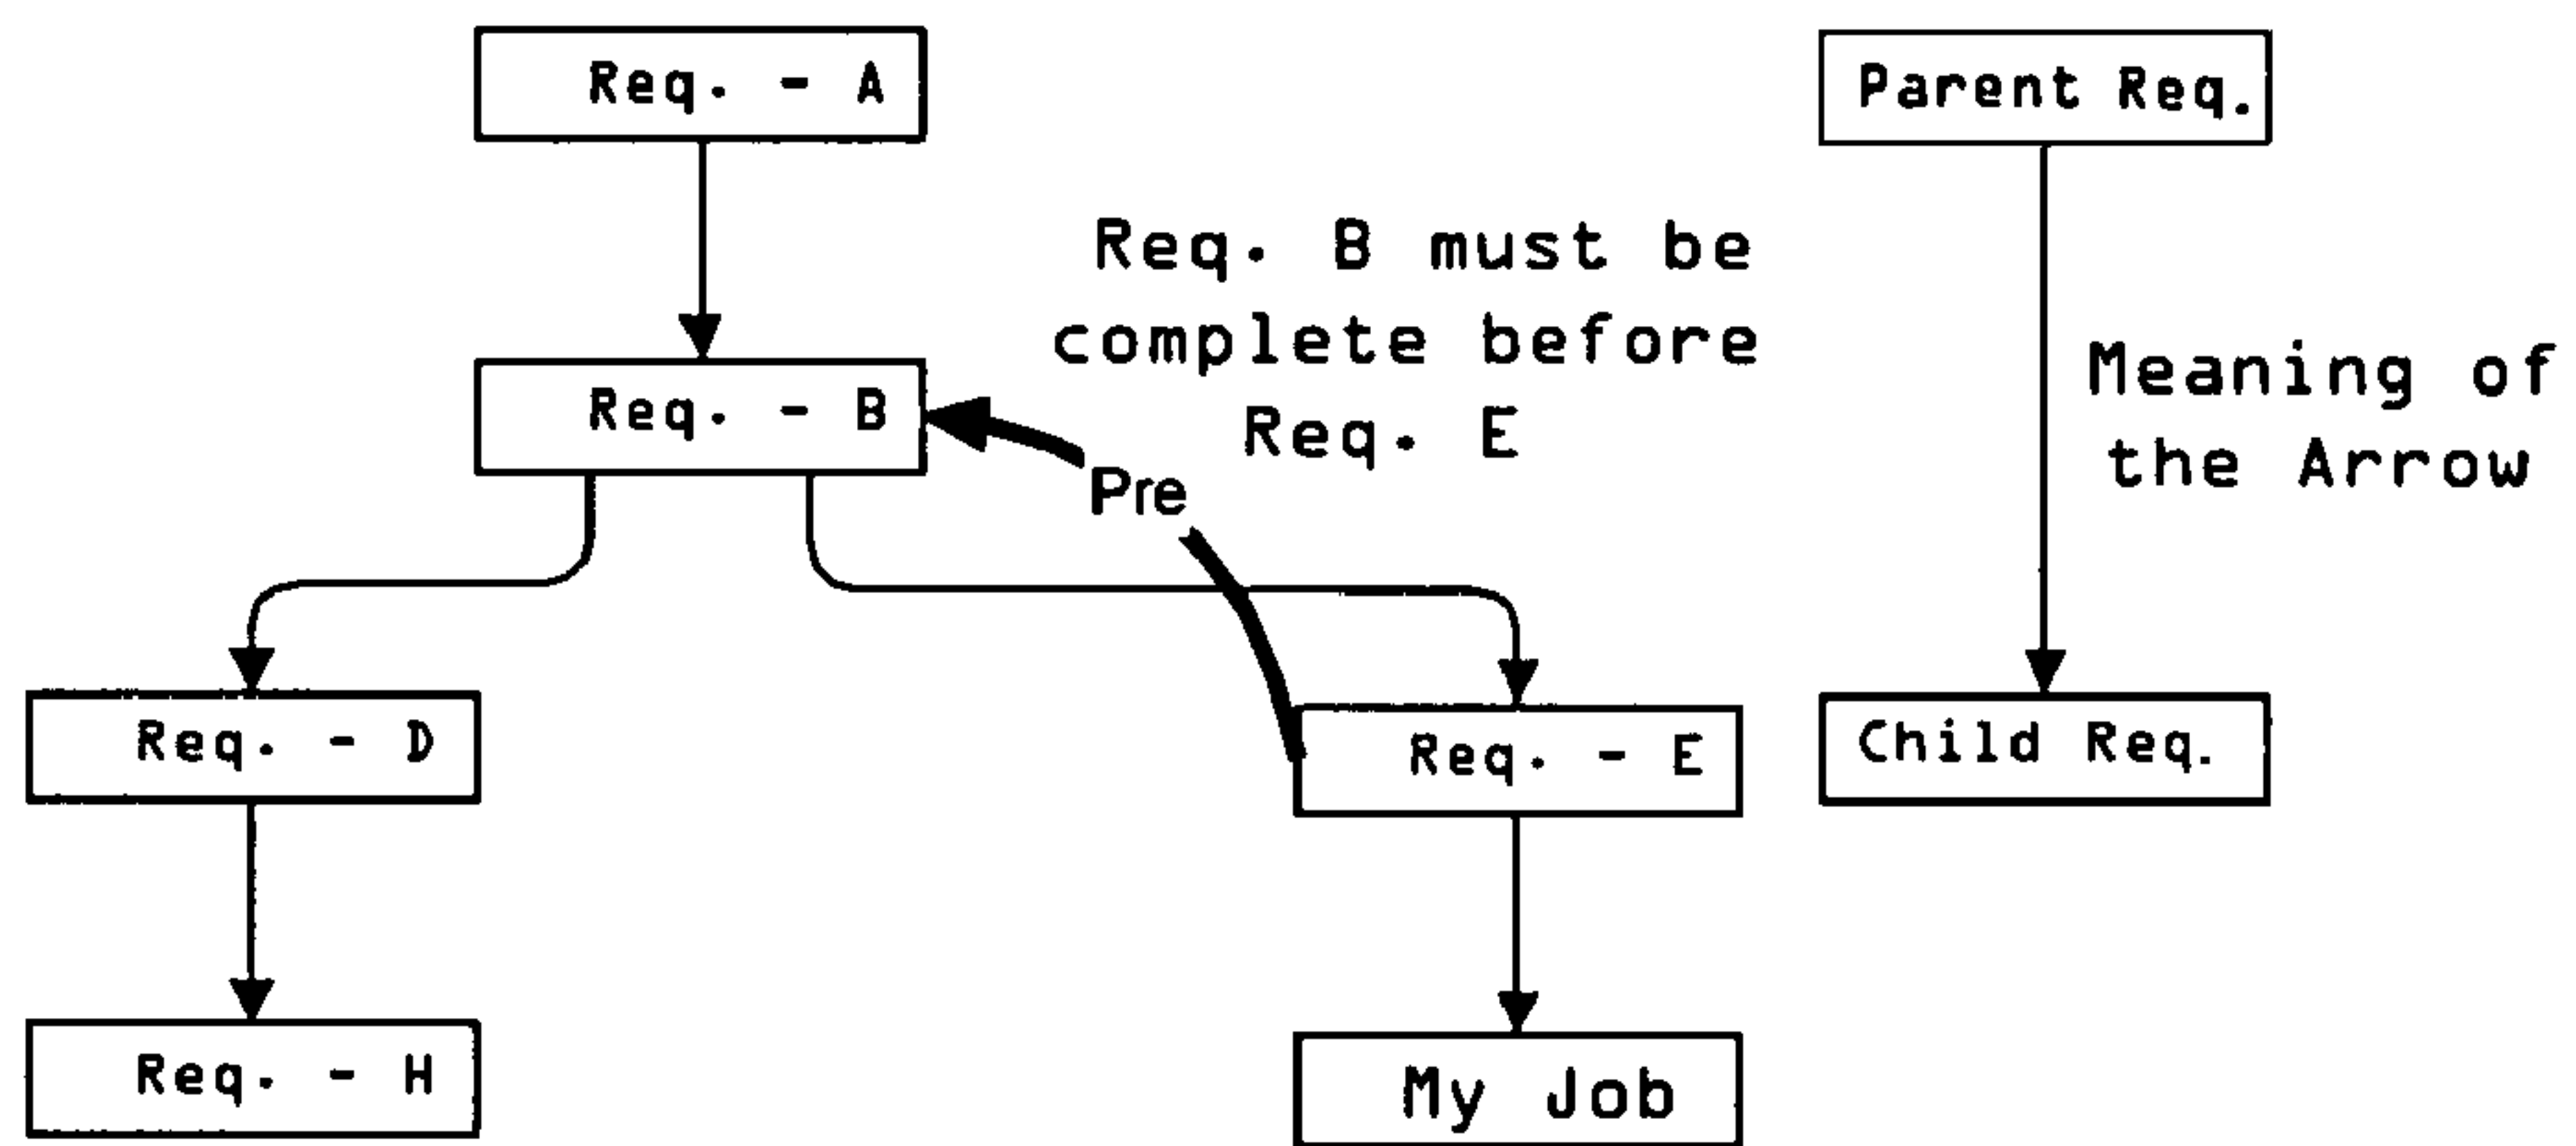 Req. - A
Parent Req.
Req. B must be
complete before
Req. E
Meaning of
the Arrow
Req. - B
Pre
Req. - D
Req. - E
Child Req.
Req. - H
My Job